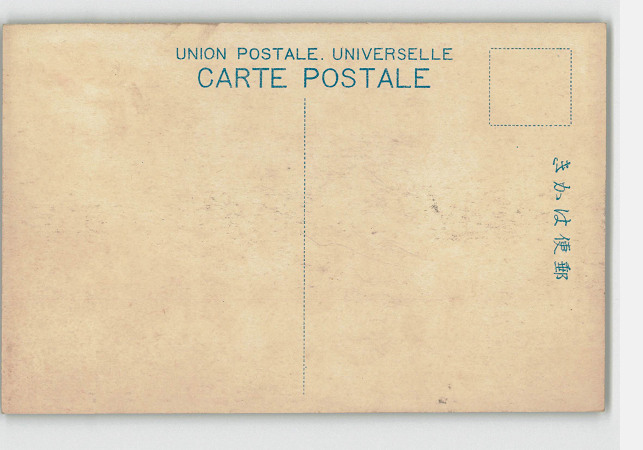 UNION POSTALE. UNIVERSELLE
CARTE POSTALE
郵便はかき